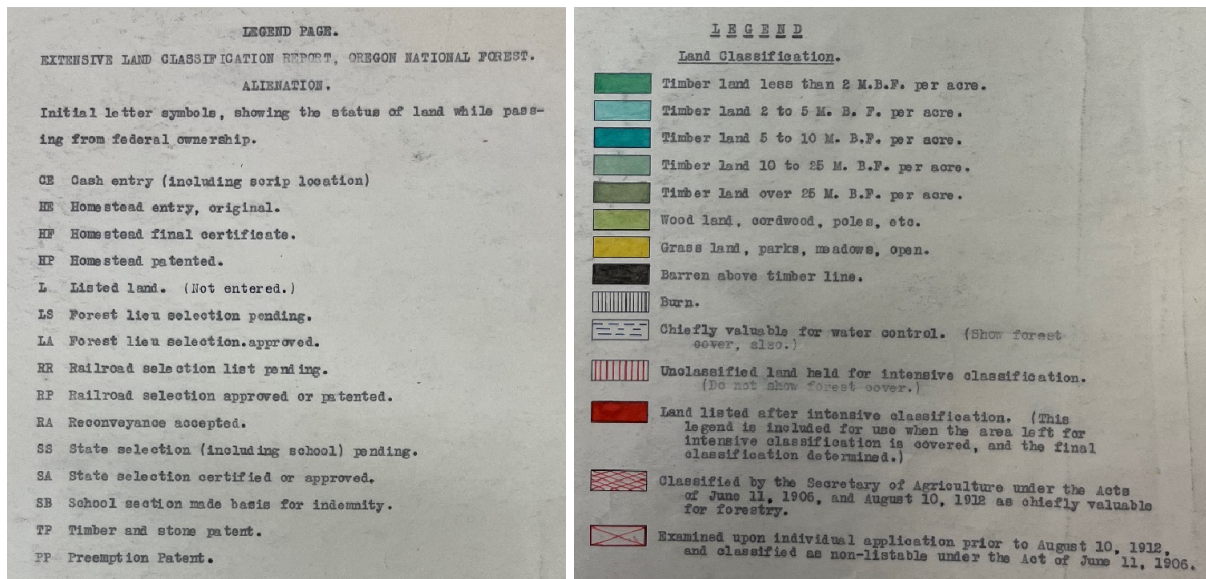 LEGEND PAGE.
EXTENSIVE LAND CLASSIFICATION REPORT, OREGON NATIONAL FOREST.
ALIENATION.
Initial letter symbols, showing the status of land while pass-
ing from federal ownership.
CE Cash entry (including scrip location)
HE Homestead entry, original.
HF Homestead final certificate.
HP Homestead patented.
L Listed land. (Not entered.)
LS Forest lieu selection pending.
LA Forest lieu selection.approved.
RR Railroad selection list pending.
RP Railroad selection approved or patented.
RA Reconveyance accepted.
SS State selection (including school) pending.
SA State selection certified or approved.
SB School section made basis for indemnity.
TP Timber and stone patent.
PP Preemption Patent.
LEGEND
Land Classification.
Timber land less than 2 M.B.F. per acre.
Timber land 2 to 5 M.B. F. per acre.
Timber land 5 to 10 M. B.F. per acre.
Timber land 10 to 25 M. B.F. per acre.
Timber land over 25 M. B.F. per acre.
Wood land, cordwood, poles, etc.
Grass land, parks, meadows, open.
Barren above timber line.
Burn.
Chiefly valuable for water control. (Show forest
cover, also.)
Unclassified land held for intensive classification.
(Do not show forest cover.)
Land listed after intensive classification. (This
legend is included for use when the area left for
intensive classification is covered, and the final
classification determined.)
Classified by the Secretary of Agriculture under the Acts
of June 11, 1906, and August 10, 1912 as chiefly valuable
for forestry.
Examined upon individual application prior to August 10, 1912,
and classified as non-listable under the Act of June 11, 1906.